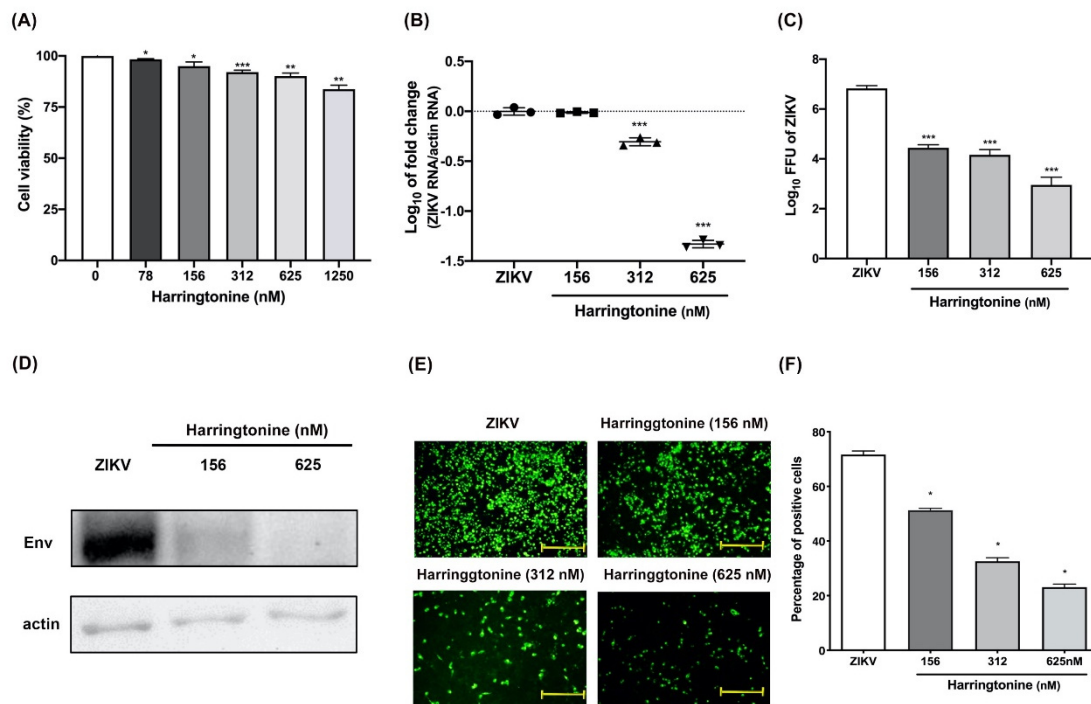 (A)
Cell viability (%)
100
75
50
25
0
* * *** ** **
0 78 156 312 625 1250
Harringtonine (nM)
(B)
Log10 of fold change
(ZIKV RNA/actin RNA)
0.5
0.0
-0.5
-1.0
-1.5
***
***
ZIKV 156 312 625
Harringtonine (nM)
(C)
Log10 FFU of ZIKV
8
6
4
2
0
*** *** ***
ZIKV 156 312 625
Harringtonine (nM)
(D)
Harringtonine (nM)
ZIKV 156 625
Env
actin
(E)
ZIKV Harringgtonine (156 nM)
Harringgtonine (312 nM) Harringgtonine (625 nM)
(F)
Percentage of positive cells
80
60
40
20
0
* * *
ZIKV 156 312 625nM
Harringtonine (nM)